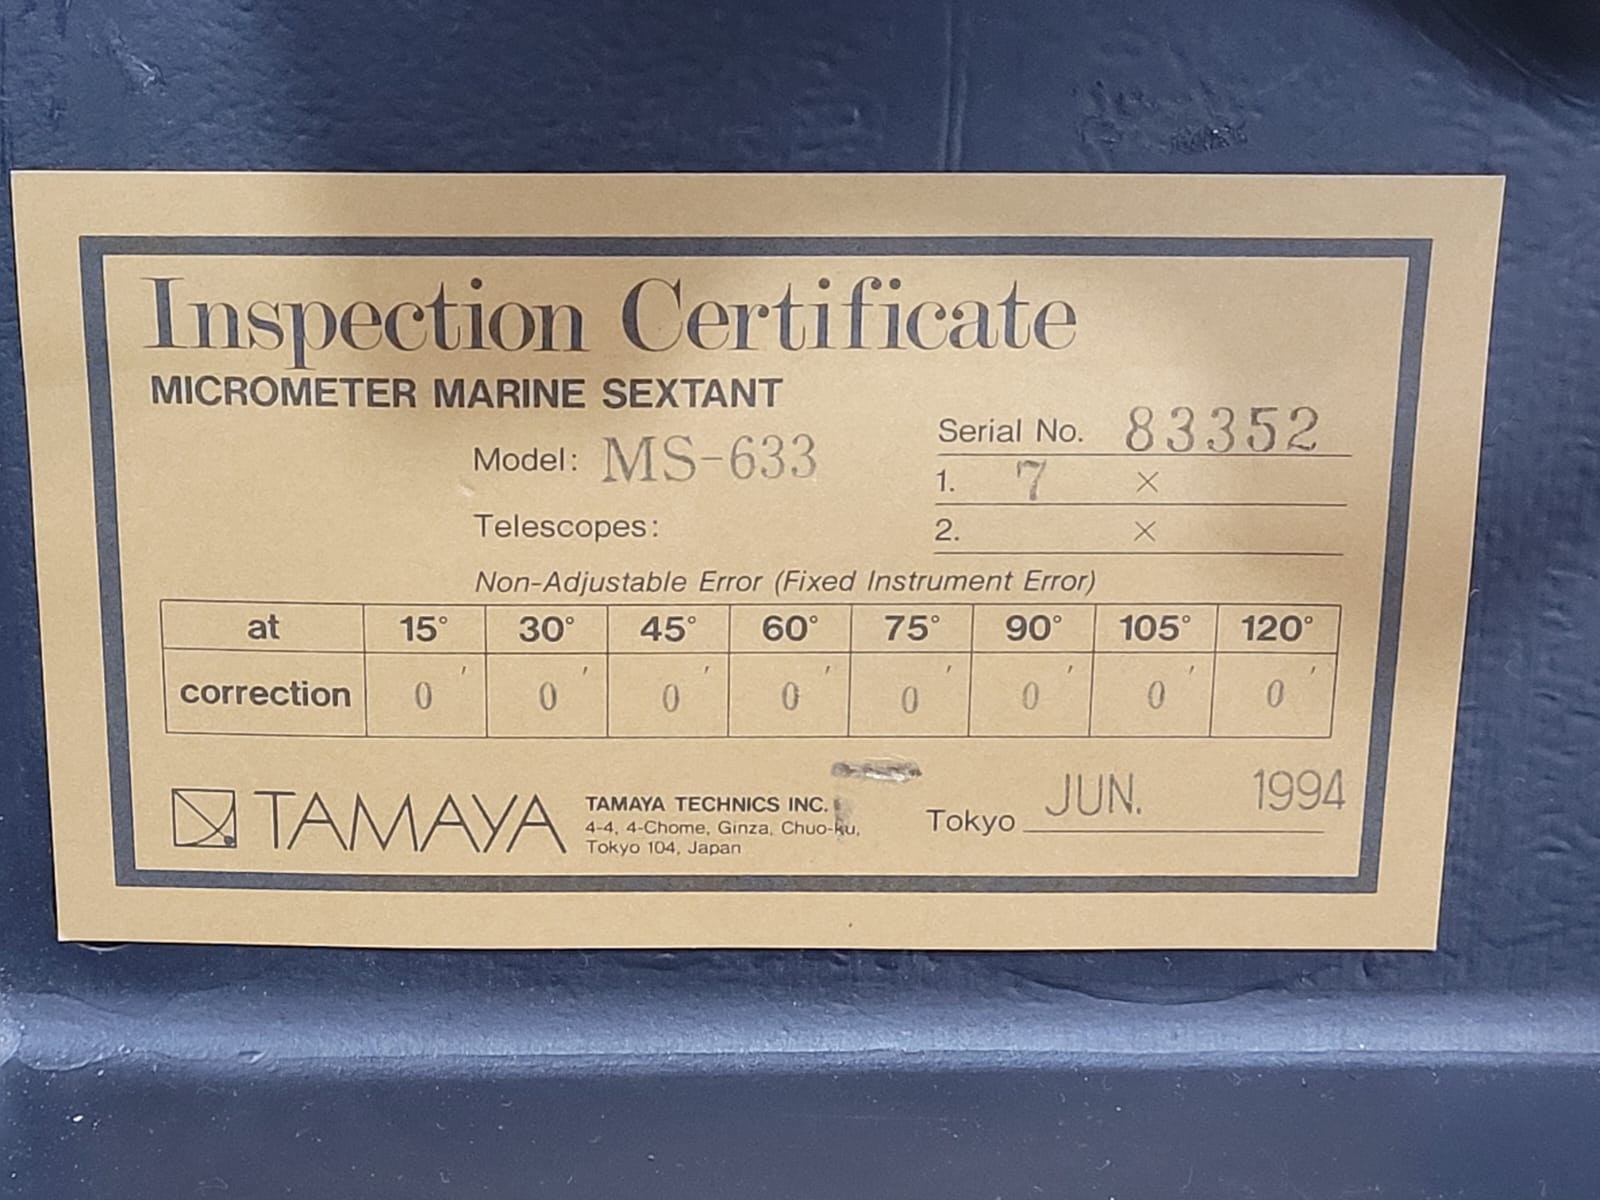 Inspection Certificate
MICROMETER MARINE SEXTANT
Model: MS-633
Serial No. 83352
Telescopes:
1. 7 ×
2. ×
Non-Adjustable Error (Fixed Instrument Error)
at 15° 30° 45° 60° 75° 90° 105° 120°
correction 0′ 0′ 0′ 0′ 0′ 0′ 0′ 0′
TAMAYA
TAMAYA TECHNICS INC.
4-4, 4-Chome, Ginza, Chuo-ku,
Tokyo 104, Japan
Tokyo JUN. 1994